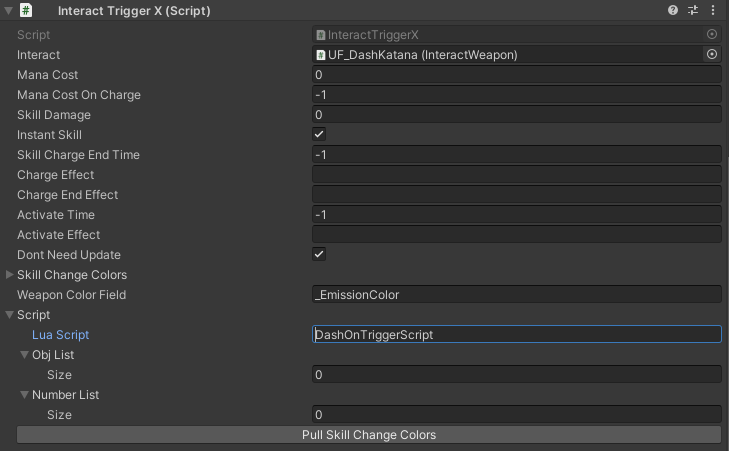 # Interact Trigger X (Script)
Script # InteractTriggerX
Interact # UF_DashKatana (InteractWeapon)
Mana Cost 0
Mana Cost On Charge -1
Skill Damage 0
Instant Skill
Skill Charge End Time -1
Charge Effect
Charge End Effect
Activate Time -1
Activate Effect
Dont Need Update
Skill Change Colors
Weapon Color Field _EmissionColor
Script
Lua Script DashOnTriggerScript
Obj List
Size 0
Number List
Size 0
Pull Skill Change Colors